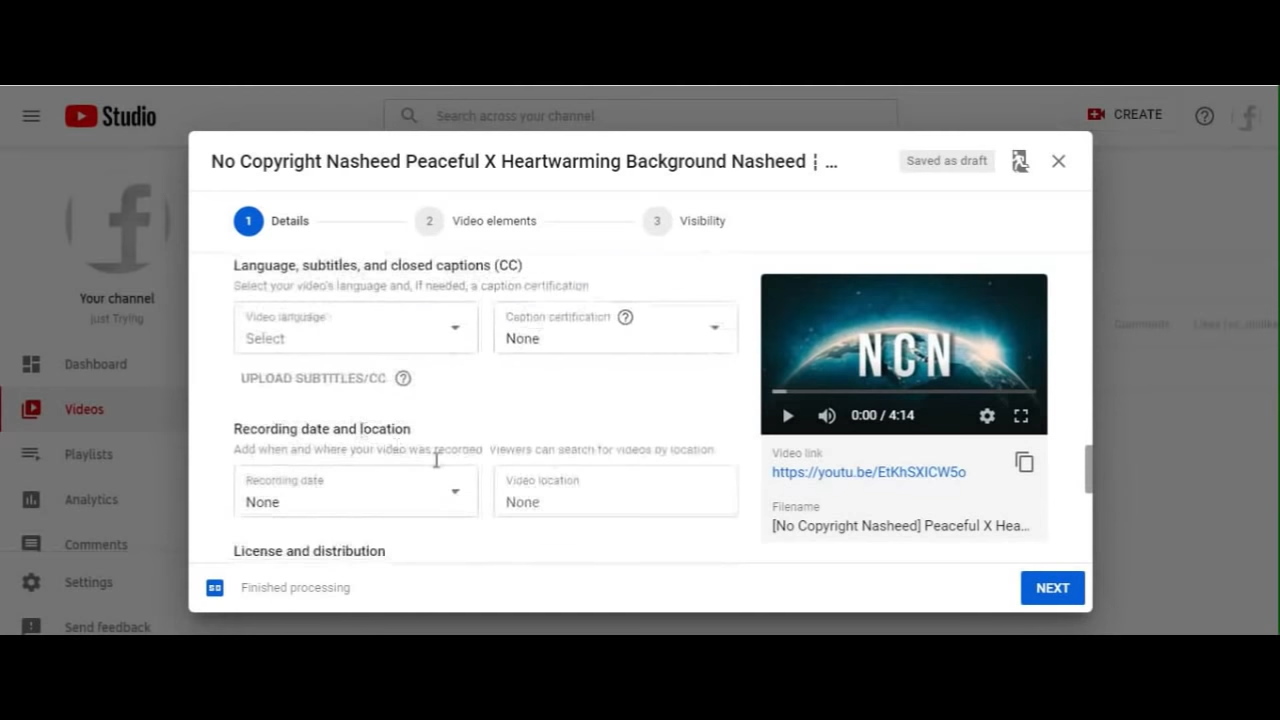 Studio
Search across your channel
CREATE
No Copyright Nasheed Peaceful X Heartwarming Background Nasheed ¦ ...
Saved as draft
1 Details
2 Video elements
3 Visibility
Your channel
just Trying
Dashboard
Videos
Playlists
Analytics
Comments
Settings
Send feedback
Language, subtitles, and closed captions (CC)
Select your video's language and, if needed, a caption certification
Video language
Select
Caption certification
None
UPLOAD SUBTITLES/CC
Recording date and location
Add when and where your video was recorded Viewers can search for videos by location
Recording date
None
Video location
None
License and distribution
NCN
0:00 / 4:14
Video link
https://youtu.be/EtKhSXICW5o
Filename
[No Copyright Nasheed] Peaceful X Hea...
Comments
SD
Finished processing
NEXT